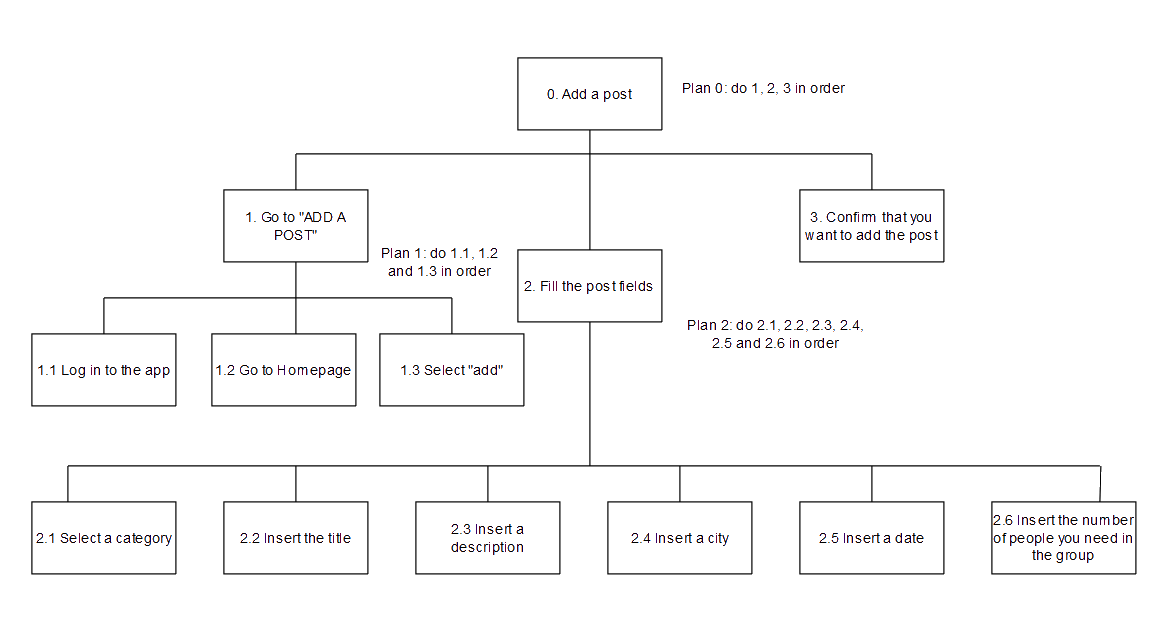 0. Add a post
Plan 0: do 1, 2, 3 in order
1. Go to "ADD A
POST"
3. Confirm that you
want to add the post
Plan 1: do 1.1, 1.2
and 1.3 in order
2. Fill the post fields
Plan 2: do 2.1, 2.2, 2.3, 2.4,
2.5 and 2.6 in order
1.1 Log in to the app
1.2 Go to Homepage
1.3 Select "add"
2.1 Select a category
2.2 Insert the title
2.3 Insert a
description
2.4 Insert a city
2.5 Insert a date
2.6 Insert the number
of people you need in
the group